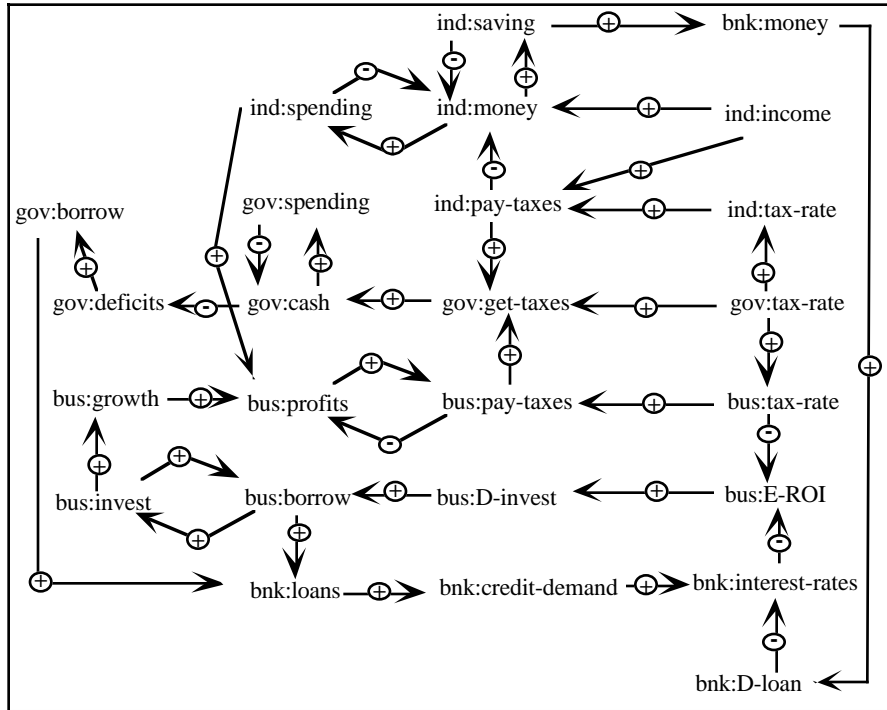 ind:saving + bnk:money
-
+
- +
ind:spending ind:money + ind:income
+
- +
gov:spending ind:pay-taxes + ind:tax-rate
gov:borrow
- + + +
+
+
gov:deficits - gov:cash + gov:get-taxes + gov:tax-rate
+
+ + +
bus:growth + bus:profits bus:pay-taxes + bus:tax-rate
-
-
+ +
bus:invest bus:borrow + bus:D-invest + bus:E-ROI
+
+
-
+ bnk:loans + bnk:credit-demand + bnk:interest-rates
-
bnk:D-loan